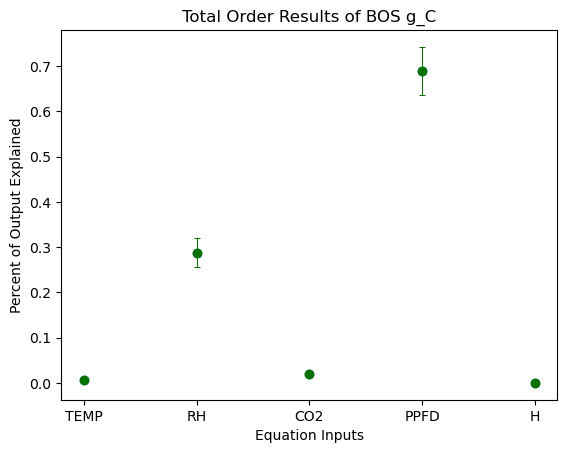 Total Order Results of BOS g_C
Percent of Output Explained
0.7
0.6
0.5
0.4
0.3
0.2
0.1
0.0
TEMP RH CO2 PPFD H
Equation Inputs